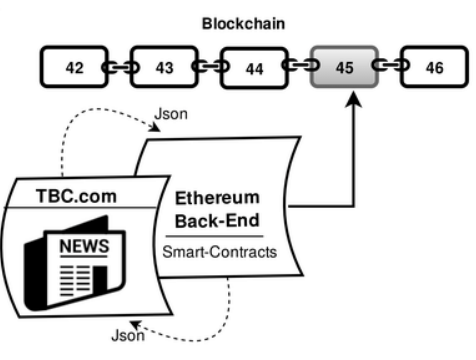 Blockchain
42
43
44
45
46
Json
TBC.com
NEWS
Ethereum
Back-End
Smart-Contracts
Json